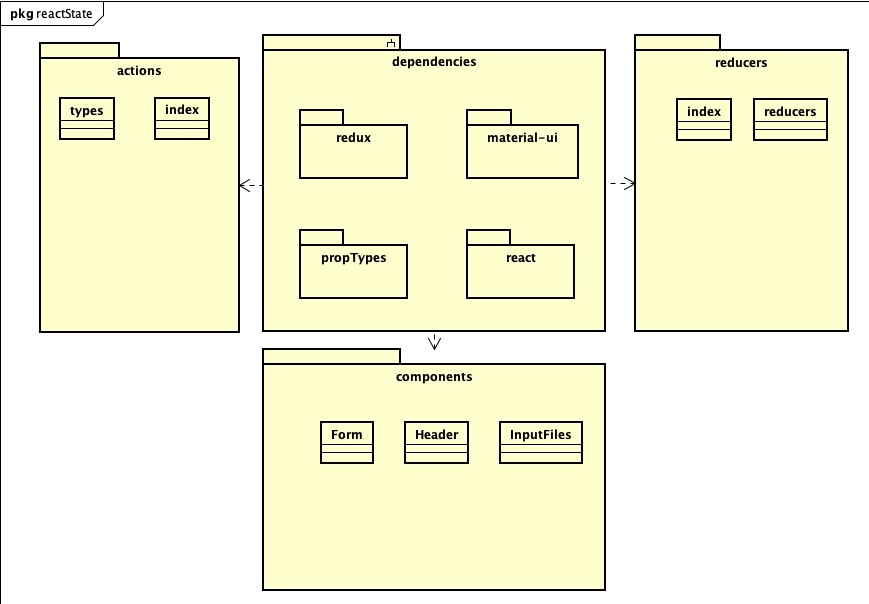 pkg reactState
actions
types
index
dependencies
redux
material-ui
propTypes
react
reducers
index
reducers
components
Form
Header
InputFiles